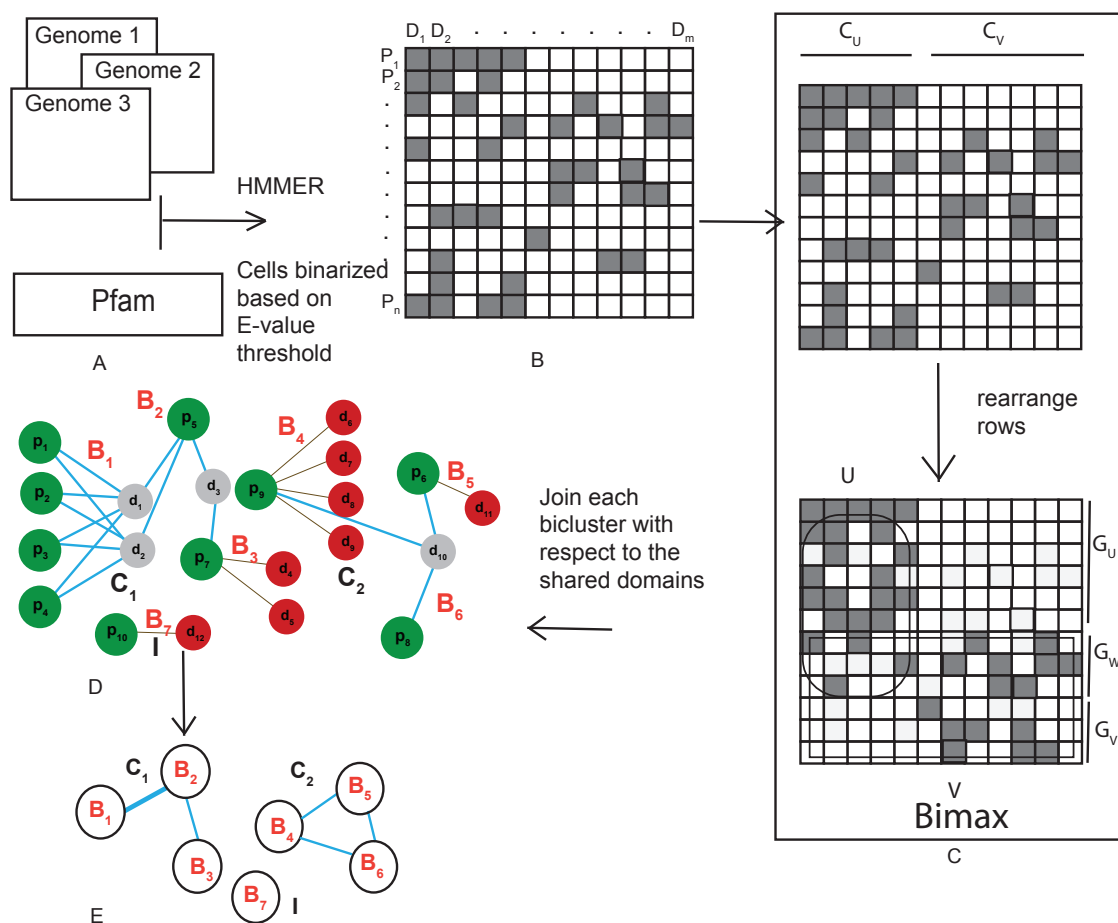 Genome 1
Genome 2
Genome 3
HMMER
Pfam
Cells binarized
based on
E-value
threshold
A
D1 D2 . . . . . . . . Dm
P1
P2
.
.
.
.
.
.
.
.
Pn
B
CU CV
rearrange
rows
U
GU
GW
GV
V
Bimax
C
Join each
bicluster with
respect to the
shared domains
B1
B2
B3
B4
B5
B6
B7
p1
p2
p3
p4
p5
p6
p7
p8
p9
p10
d1
d2
d3
d4
d5
d6
d7
d8
d9
d10
d11
d12
C1
C2
I
D
C1
C2
B1
B2
B3
B4
B5
B6
B7
I
E